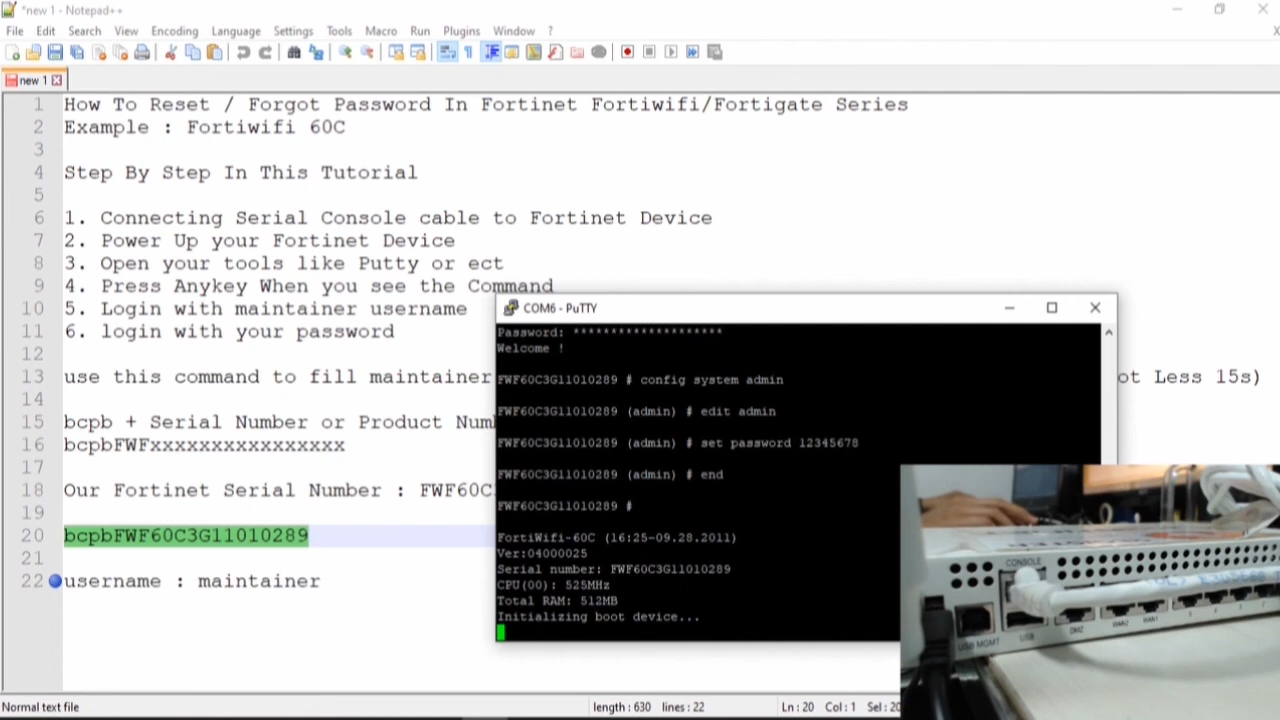 *new 1 - Notepad++
File Edit Search View Encoding Language Settings Tools Macro Run Plugins Window ? X
new 1
1 How To Reset / Forgot Password In Fortinet Fortiwifi/Fortigate Series
2 Example : Fortiwifi 60C
3
4 Step By Step In This Tutorial
5
6 1. Connecting Serial Console cable to Fortinet Device
7 2. Power Up your Fortinet Device
8 3. Open your tools like Putty or ect
9 4. Press Anykey When you see the Command
10 5. Login with maintainer username
11 6. login with your password
12
13 use this command to fill maintainer ot Less 15s)
14
15 bcpb + Serial Number or Product Num
16 bcpbFWFxxxxxxxxxxxxxxxx
17
18 Our Fortinet Serial Number : FWF60C
19
20 bcpbFWF60C3G11010289
21
22 username : maintainer
COM6 - PuTTY
Password: ********************
Welcome !
FWF60C3G11010289 # config system admin
FWF60C3G11010289 (admin) # edit admin
FWF60C3G11010289 (admin) # set password 12345678
FWF60C3G11010289 (admin) # end
FWF60C3G11010289 #
FortiWifi-60C (16:25-09.28.2011)
Ver:04000025
Serial number: FWF60C3G11010289
CPU(00): 525MHz
Total RAM: 512MB
Initializing boot device...
CONSOLE
USB MGMT USB DMZ WAN2 WAN1
Normal text file length : 630 lines : 22 Ln : 20 Col : 1 Sel : 20